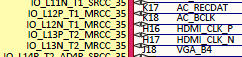 IO_L11N_T1_SRCC_35 K17 AC_RECDAT
IO_L12P_T1_MRCC_35 K18 AC_BCLK
IO_L12N_T1_MRCC_35 H16 HDMI_CLK_P
IO_L13P_T2_MRCC_35 H17 HDMI_CLK_N
IO_L13N_T2_MRCC_35 J18 VGA_B4